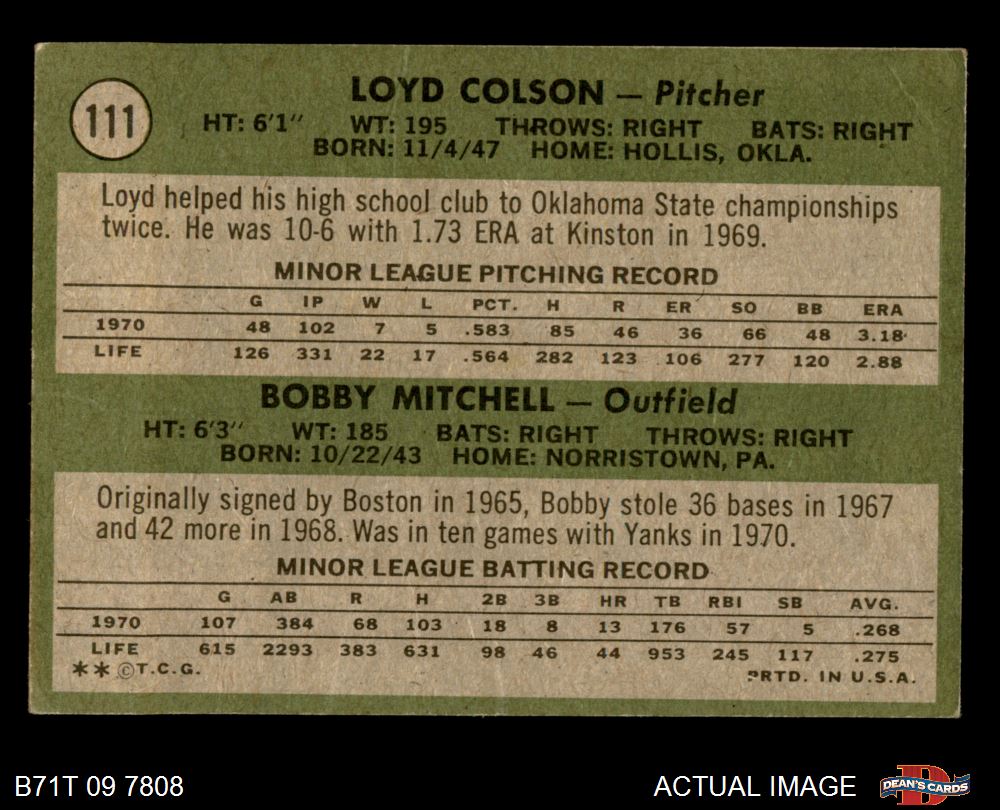 111
LOYD COLSON — Pitcher
HT: 6'1" WT: 195 THROWS: RIGHT BATS: RIGHT
BORN: 11/4/47 HOME: HOLLIS, OKLA.
Loyd helped his high school club to Oklahoma State championships
twice. He was 10-6 with 1.73 ERA at Kinston in 1969.
MINOR LEAGUE PITCHING RECORD
G IP W L PCT. H R ER SO BB ERA
1970 48 102 7 5 .583 85 46 36 66 48 3.18
LIFE 126 331 22 17 .564 282 123 106 277 120 2.88
BOBBY MITCHELL — Outfield
HT: 6'3" WT: 185 BATS: RIGHT THROWS: RIGHT
BORN: 10/22/43 HOME: NORRISTOWN, PA.
Originally signed by Boston in 1965, Bobby stole 36 bases in 1967
and 42 more in 1968. Was in ten games with Yanks in 1970.
MINOR LEAGUE BATTING RECORD
G AB R H 2B 3B HR TB RBI SB AVG.
1970 107 384 68 103 18 8 13 176 57 5 .268
LIFE 615 2293 383 631 98 46 44 953 245 117 .275
** ©T.C.G. PRTD. IN U.S.A.
B71T 09 7808 ACTUAL IMAGE DEAN'S CARDS